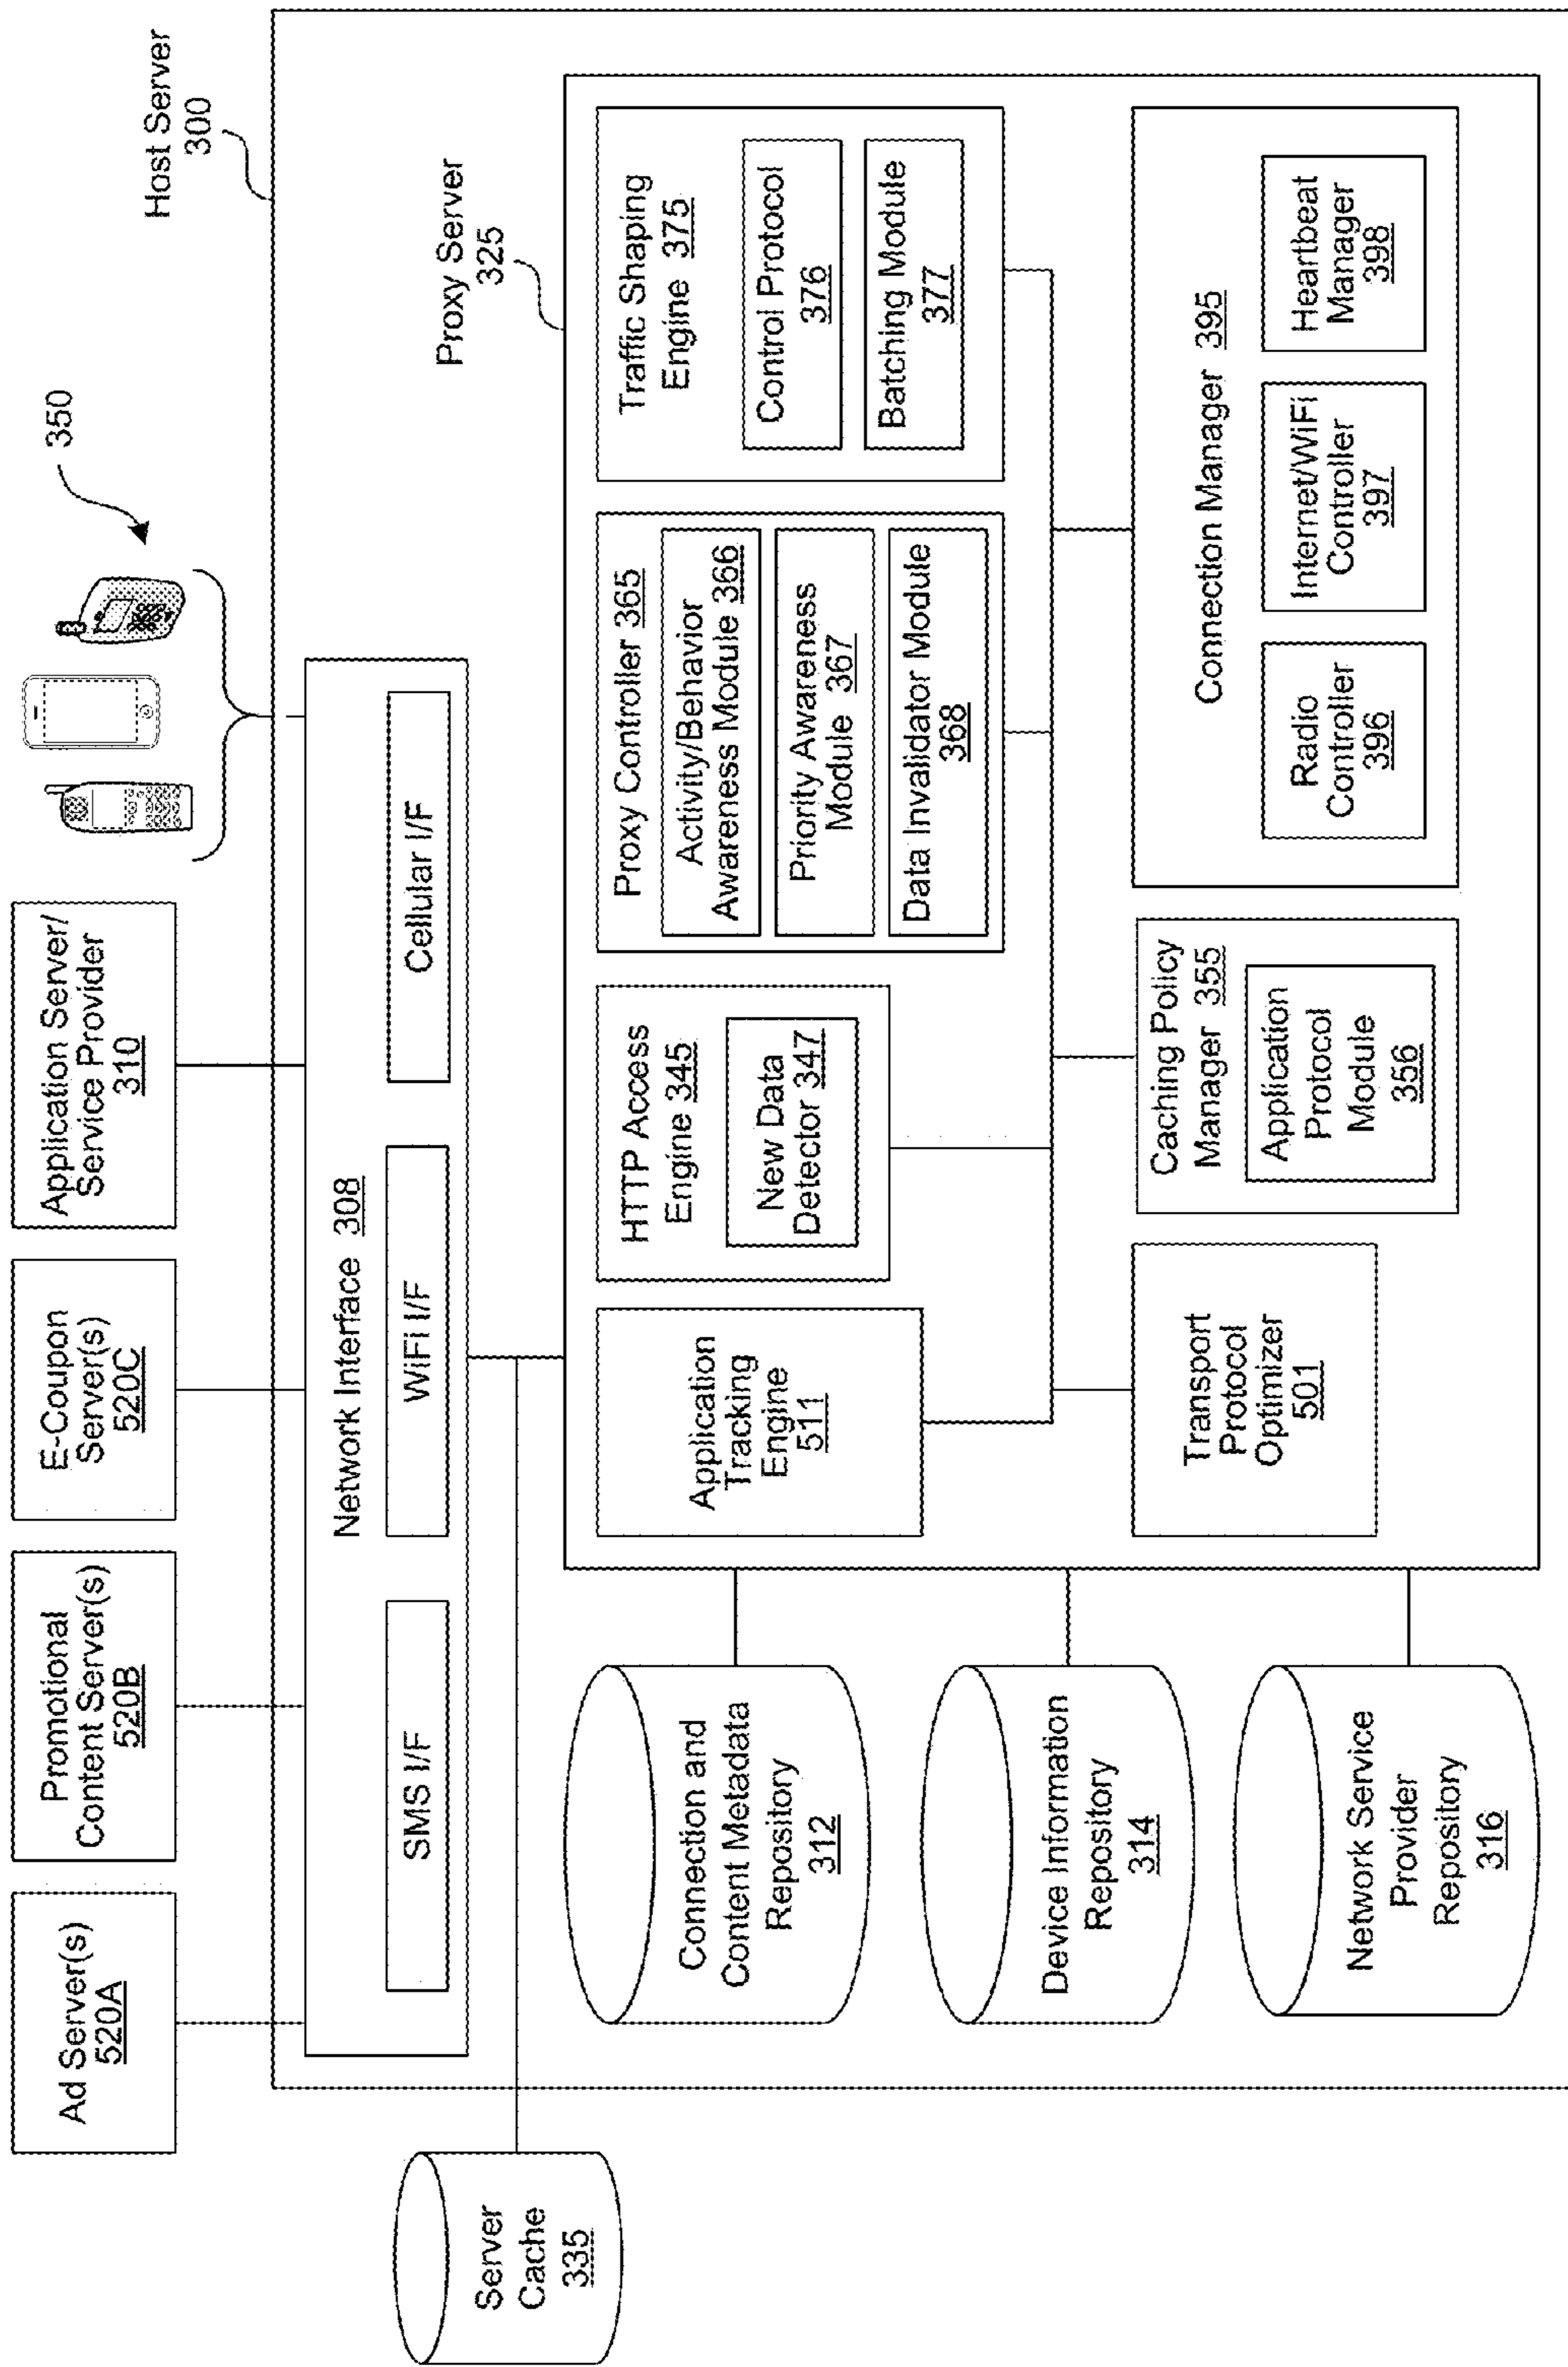 Ad Server(s)
520A
Promotional
Content Server(s)
520B
E-Coupon
Server(s)
520C
Application Server/
Service Provider
310
350
Host Server
300
Server
Cache
335
Network Interface 308
SMS I/F
WiFi I/F
Cellular I/F
Proxy Server
325
Connection and
Content Metadata
Repository
312
Device Information
Repository
314
Network Service
Provider
Repository
316
Application
Tracking
Engine
511
HTTP Access
Engine 345
New Data
Detector 347
Proxy Controller 365
Activity/Behavior
Awareness Module 366
Priority Awareness
Module 367
Data Invalidator Module
368
Traffic Shaping
Engine 375
Control Protocol
376
Batching Module
377
Transport
Protocol
Optimizer
501
Caching Policy
Manager 355
Application
Protocol
Module
356
Connection Manager 395
Radio
Controller
396
Internet/WiFi
Controller
397
Heartbeat
Manager
398